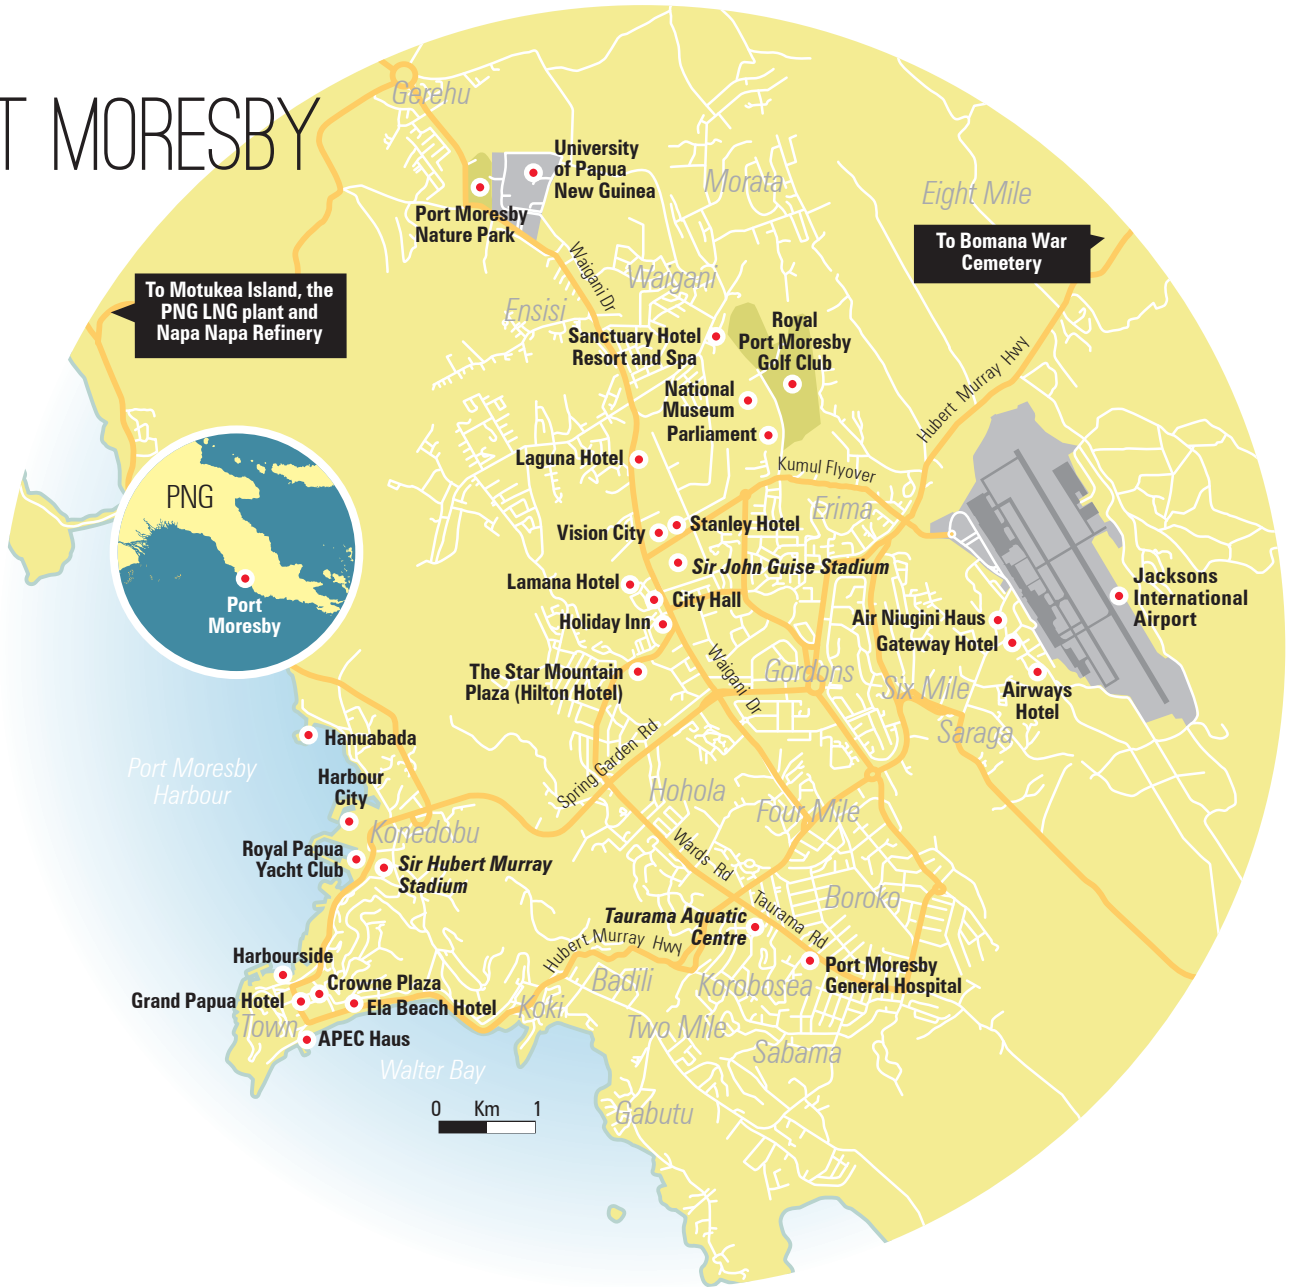 T MORESBY
Gerehu
University
of Papua
New Guinea
Port Moresby
Nature Park
Morata
Eight Mile
To Bomana War
Cemetery
Waigani Dr
Waigani
Ensisi
To Motukea Island, the
PNG LNG plant and
Napa Napa Refinery
Sanctuary Hotel
Resort and Spa
Royal
Port Moresby
Golf Club
National
Museum
Parliament
Hubert Murray Hwy
Laguna Hotel
Kumul Flyover
Erima
PNG
Port
Moresby
Vision City
Stanley Hotel
Sir John Guise Stadium
Lamana Hotel
City Hall
Holiday Inn
Jacksons
International
Airport
Air Niugini Haus
Gateway Hotel
Airways
Hotel
The Star Mountain
Plaza (Hilton Hotel)
Waigani Dr
Gordons
Six Mile
Saraga
Hanuabada
Port Moresby
Harbour
Harbour
City
Spring Garden Rd
Hohola
Four Mile
Konedobu
Royal Papua
Yacht Club
Sir Hubert Murray
Stadium
Wards Rd
Boroko
Taurama Aquatic
Centre
Taurama Rd
Hubert Murray Hwy
Harbourside
Crowne Plaza
Grand Papua Hotel
Ela Beach Hotel
Town
APEC Haus
Koki
Badili
Korobosea
Port Moresby
General Hospital
Two Mile
Sabama
Walter Bay
0 Km 1
Gabutu